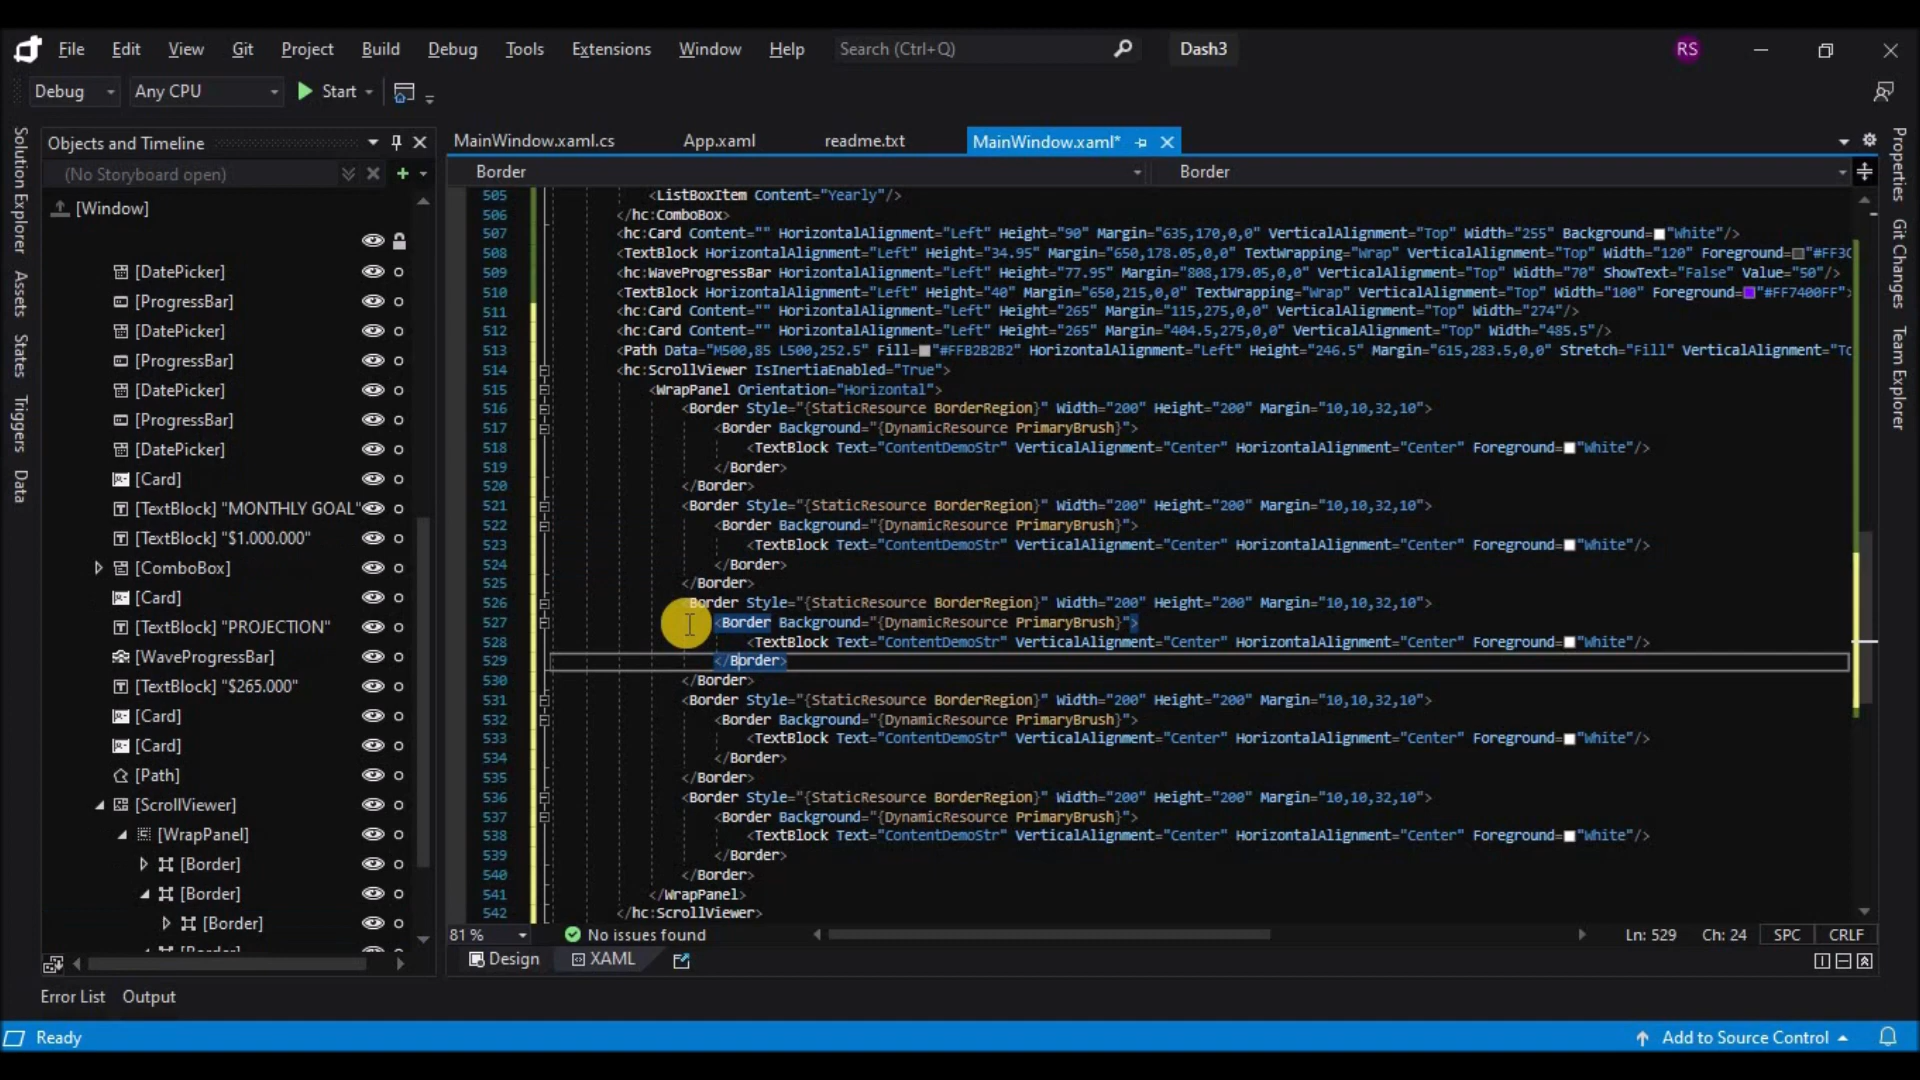 File Edit View Git Project Build Debug Tools Extensions Window Help Search (Ctrl+Q) Dash3 RS
Debug Any CPU Start
Solution Explorer
Assets
States
Triggers
Data
Objects and Timeline
(No Storyboard open)
[Window]
[DatePicker]
[ProgressBar]
[DatePicker]
[ProgressBar]
[DatePicker]
[ProgressBar]
[DatePicker]
[Card]
[TextBlock] "MONTHLY GOAL"
[TextBlock] "$1.000.000"
[ComboBox]
[Card]
[TextBlock] "PROJECTION"
[WaveProgressBar]
[TextBlock] "$265.000"
[Card]
[Card]
[Path]
[ScrollViewer]
[WrapPanel]
[Border]
[Border]
[Border]
MainWindow.xaml.cs App.xaml readme.txt MainWindow.xaml*
Border Border
505 <ListBoxItem Content="Yearly"/>
506 </hc:ComboBox>
507 <hc:Card Content="" HorizontalAlignment="Left" Height="90" Margin="635,170,0,0" VerticalAlignment="Top" Width="255" Background="White"/>
508 <TextBlock HorizontalAlignment="Left" Height="34.95" Margin="650,178.05,0,0" TextWrapping="Wrap" VerticalAlignment="Top" Width="120" Foreground="#FF3C
509 <hc:WaveProgressBar HorizontalAlignment="Left" Height="77.95" Margin="808,179.05,0,0" VerticalAlignment="Top" Width="70" ShowText="False" Value="50"/>
510 <TextBlock HorizontalAlignment="Left" Height="40" Margin="650,215,0,0" TextWrapping="Wrap" VerticalAlignment="Top" Width="100" Foreground="#FF7400FF">
511 <hc:Card Content="" HorizontalAlignment="Left" Height="265" Margin="115,275,0,0" VerticalAlignment="Top" Width="274"/>
512 <hc:Card Content="" HorizontalAlignment="Left" Height="265" Margin="404.5,275,0,0" VerticalAlignment="Top" Width="485.5"/>
513 <Path Data="M500,85 L500,252.5" Fill="#FFB2B2B2" HorizontalAlignment="Left" Height="246.5" Margin="615,283.5,0,0" Stretch="Fill" VerticalAlignment="To
514 <hc:ScrollViewer IsInertiaEnabled="True">
515 <WrapPanel Orientation="Horizontal">
516 <Border Style="{StaticResource BorderRegion}" Width="200" Height="200" Margin="10,10,32,10">
517 <Border Background="{DynamicResource PrimaryBrush}">
518 <TextBlock Text="ContentDemoStr" VerticalAlignment="Center" HorizontalAlignment="Center" Foreground="White"/>
519 </Border>
520 </Border>
521 <Border Style="{StaticResource BorderRegion}" Width="200" Height="200" Margin="10,10,32,10">
522 <Border Background="{DynamicResource PrimaryBrush}">
523 <TextBlock Text="ContentDemoStr" VerticalAlignment="Center" HorizontalAlignment="Center" Foreground="White"/>
524 </Border>
525 </Border>
526 <Border Style="{StaticResource BorderRegion}" Width="200" Height="200" Margin="10,10,32,10">
527 <Border Background="{DynamicResource PrimaryBrush}">
528 <TextBlock Text="ContentDemoStr" VerticalAlignment="Center" HorizontalAlignment="Center" Foreground="White"/>
529 </Border>
530 </Border>
531 <Border Style="{StaticResource BorderRegion}" Width="200" Height="200" Margin="10,10,32,10">
532 <Border Background="{DynamicResource PrimaryBrush}">
533 <TextBlock Text="ContentDemoStr" VerticalAlignment="Center" HorizontalAlignment="Center" Foreground="White"/>
534 </Border>
535 </Border>
536 <Border Style="{StaticResource BorderRegion}" Width="200" Height="200" Margin="10,10,32,10">
537 <Border Background="{DynamicResource PrimaryBrush}">
538 <TextBlock Text="ContentDemoStr" VerticalAlignment="Center" HorizontalAlignment="Center" Foreground="White"/>
539 </Border>
540 </Border>
541 </WrapPanel>
542 </hc:ScrollViewer>
81 % No issues found Ln: 529 Ch: 24 SPC CRLF
Design XAML
Properties
Git Changes
Team Explorer
Error List Output
Ready Add to Source Control